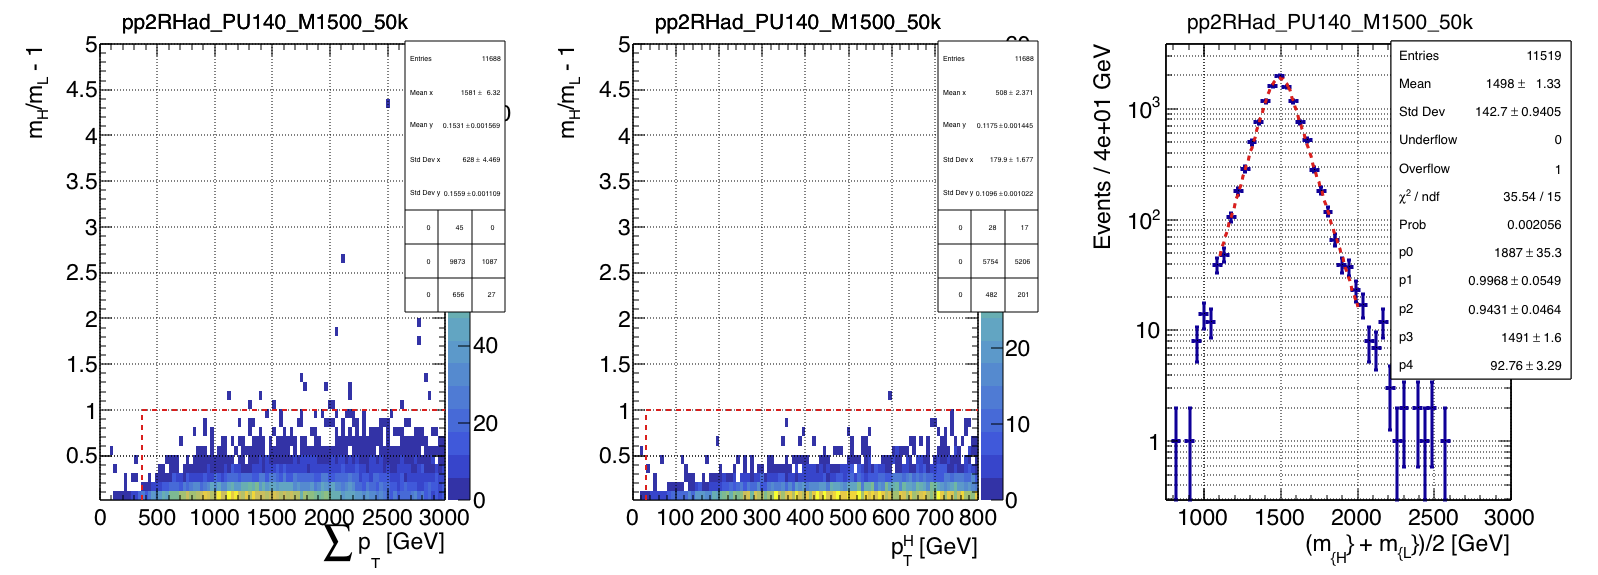 pp2RHad_PU140_M1500_50k
m_H/m_L - 1
5
4.5
4
3.5
3
2.5
2
1.5
1
0.5
0 500 1000 1500 2000 2500 3000
∑ p_T [GeV]
Entries 11688
Mean x 1581 ± 6.32
Mean y 0.1531 ±0.001569
Std Dev x 628 ± 4.469
Std Dev y 0.1559 ±0.001109
0 45 0
0 9873 1087
0 656 27
0
40
20
0
pp2RHad_PU140_M1500_50k
m_H/m_L - 1
5
4.5
4
3.5
3
2.5
2
1.5
1
0.5
0 100 200 300 400 500 600 700 800
p_T^H [GeV]
Entries 11688
Mean x 508 ± 2.371
Mean y 0.1175 ±0.001445
Std Dev x 179.9 ± 1.677
Std Dev y 0.1096 ±0.001022
0 28 17
0 5754 5206
0 482 201
20
10
0
pp2RHad_PU140_M1500_50k
Events / 4e+01 GeV
10^3
10^2
10
1
1000 1500 2000 2500 3000
(m_{H} + m_{L})/2 [GeV]
Entries 11519
Mean 1498 ± 1.33
Std Dev 142.7 ± 0.9405
Underflow 0
Overflow 1
χ^2 / ndf 35.54 / 15
Prob 0.002056
p0 1887 ± 35.3
p1 0.9968 ± 0.0549
p2 0.9431 ± 0.0464
p3 1491 ± 1.6
p4 92.76 ± 3.29